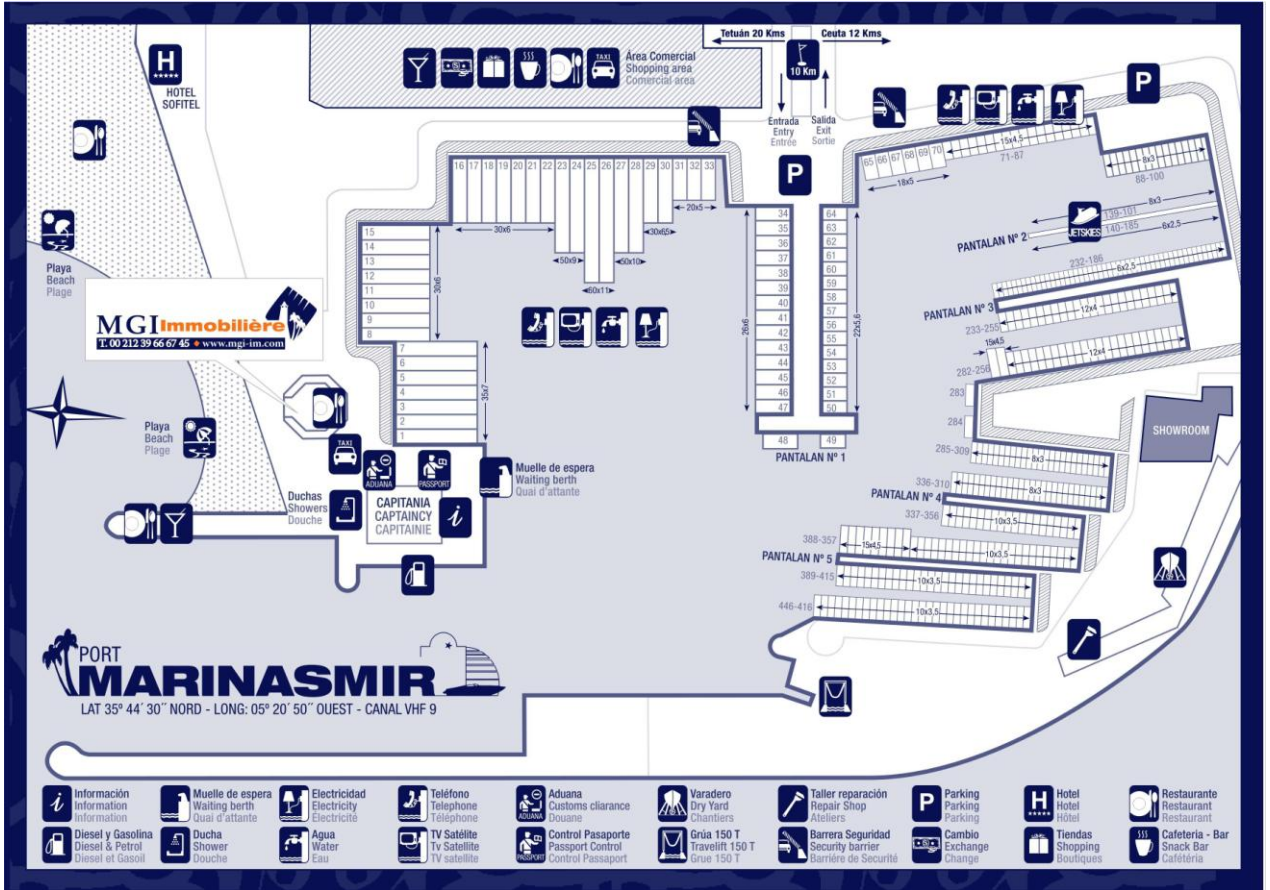 Tetuán 20 Kms
Ceuta 12 Kms
10 Km
H
HOTEL
SOFITEL
TAXI
Área Comercial
Shopping area
Comercial area
Entrada
Entry
Entrée
Salida
Exit
Sortie
P
P
16 17 18 19 20 21 22 23 24 25 26 27 28 29 30 31 32 33
30x6
50x9
60x11
50x10
30x6,5
20x5
65 66 67 68 69 70
18x5
15x4,5
71-87
8x3
88-100
8x3
139-101
JETSKIES
140-185
6x2,5
PANTALAN Nº 2
232-186
6x2,5
PANTALAN Nº 3
12x4
233-255
15x4,5
12x4
282-256
283
284
SHOWROOM
15
14
13
12
11
10
9
8
30x6
7
6
5
4
3
2
1
35x7
34
35
36
37
38
39
40
41
42
43
44
45
46
47
48
26x6
64
63
62
61
60
59
58
57
56
55
54
53
52
51
50
49
22x5,6
PANTALAN Nº 1
Playa
Beach
Plage
MGI Immobilière
T. 00 212 39 66 67 45 ♦ www.mgi-im.com
Playa
Beach
Plage
TAXI
ADUANA
PASSPORT
Duchas
Showers
Douche
CAPITANIA
CAPTAINCY
CAPITAINIE
i
Muelle de espera
Waiting berth
Quai d'attante
285-309
8x3
336-310
8x3
PANTALAN Nº 4
337-356
10x3,5
388-357
15x4,5
10x3,5
PANTALAN Nº 5
389-415
10x3,5
446-416
10x3,5
PORT
MARINASMIR
LAT 35º 44´ 30´´ NORD - LONG: 05º 20´ 50´´ OUEST - CANAL VHF 9
i
Información
Information
Information
Muelle de espera
Waiting berth
Quai d'attante
Electricidad
Electricity
Électricité
Teléfono
Telephone
Téléphone
ADUANA
Aduana
Customs cliarance
Douane
Varadero
Dry Yard
Chantiers
Taller reparación
Repair Shop
Ateliers
P
Parking
Parking
Parking
H
Hotel
Hotel
Hôtel
Restaurante
Restaurant
Restaurant
Diesel y Gasolina
Diesel & Petrol
Diesel et Gasoil
Ducha
Shower
Douche
Agua
Water
Eau
TV Satélite
Tv Satellite
TV satellite
PASSPORT
Control Pasaporte
Passport Control
Control Passaport
Grúa 150 T
Travelift 150 T
Grue 150 T
Barrera Seguridad
Security barrier
Barriére de Securité
Cambio
Exchange
Change
Tiendas
Shopping
Boutiques
Cafeteria - Bar
Snack Bar
Cafétéria